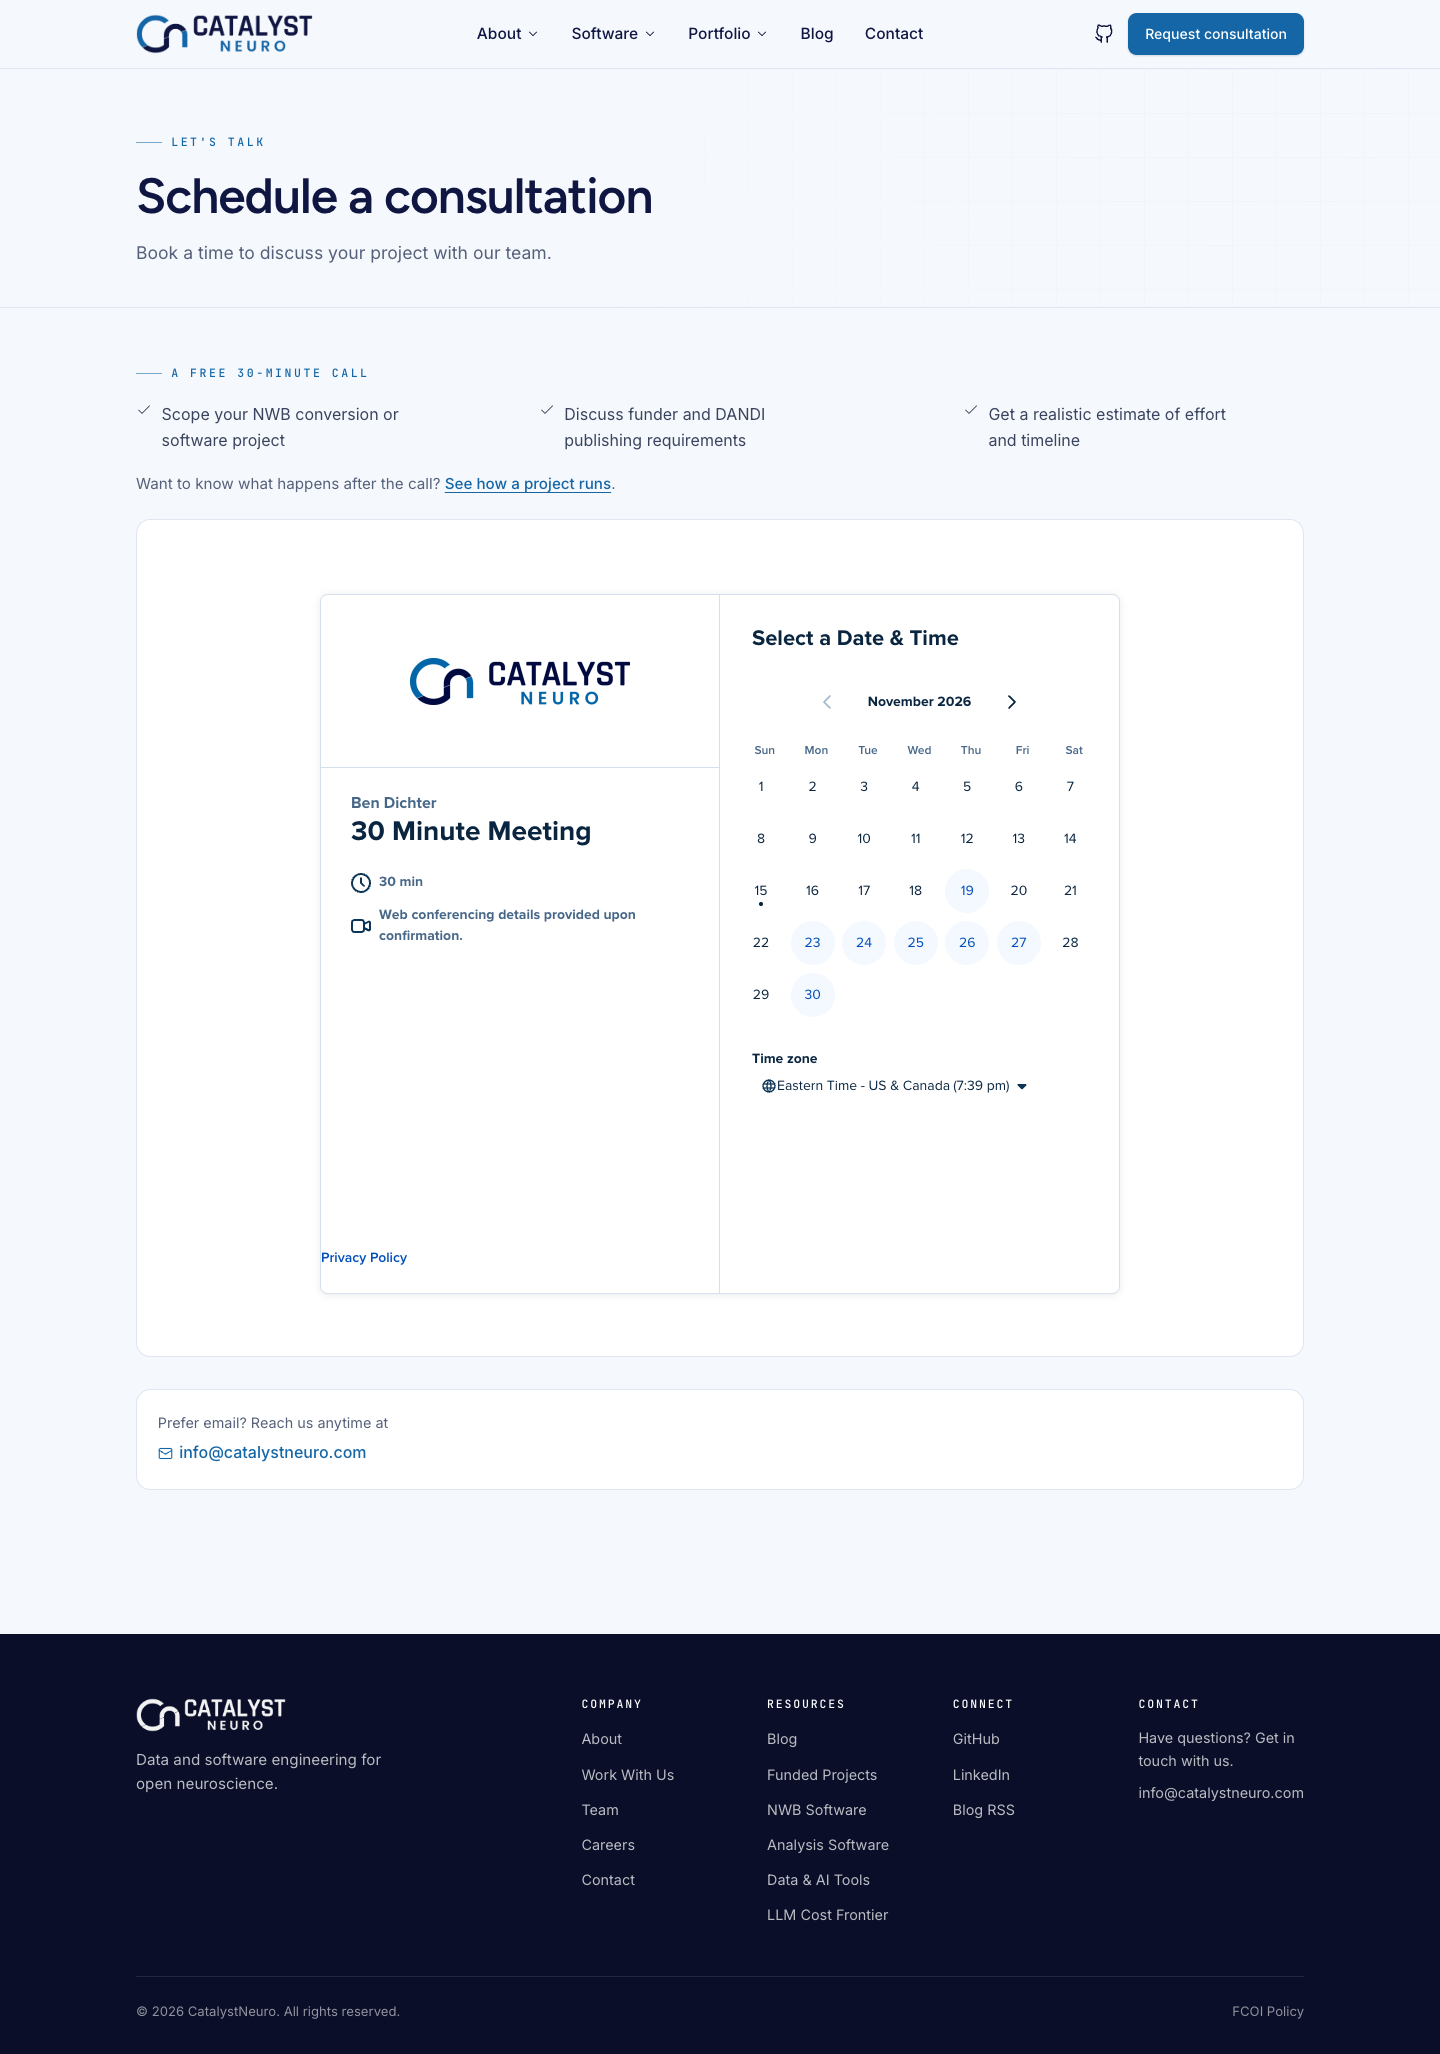 CATALYST
NEURO
About
Software
Portfolio
Blog
Contact
Request consultation
LET'S TALK
Schedule a consultation
Book a time to discuss your project with our team.
A FREE 30-MINUTE CALL
Scope your NWB conversion or
software project
Discuss funder and DANDI
publishing requirements
Get a realistic estimate of effort
and timeline
Want to know what happens after the call? See how a project runs.
CATALYST
NEURO
Ben Dichter
30 Minute Meeting
30 min
Web conferencing details provided upon
confirmation.
Privacy Policy
Select a Date & Time
November 2026
Sun Mon Tue Wed Thu Fri Sat
1 2 3 4 5 6 7
8 9 10 11 12 13 14
15 16 17 18 19 20 21
22 23 24 25 26 27 28
29 30
Time zone
Eastern Time - US & Canada (7:39 pm)
Prefer email? Reach us anytime at
info@catalystneuro.com
CATALYST
NEURO
Data and software engineering for
open neuroscience.
COMPANY
About
Work With Us
Team
Careers
Contact
RESOURCES
Blog
Funded Projects
NWB Software
Analysis Software
Data & AI Tools
LLM Cost Frontier
CONNECT
GitHub
LinkedIn
Blog RSS
CONTACT
Have questions? Get in
touch with us.
info@catalystneuro.com
© 2026 CatalystNeuro. All rights reserved.
FCOI Policy